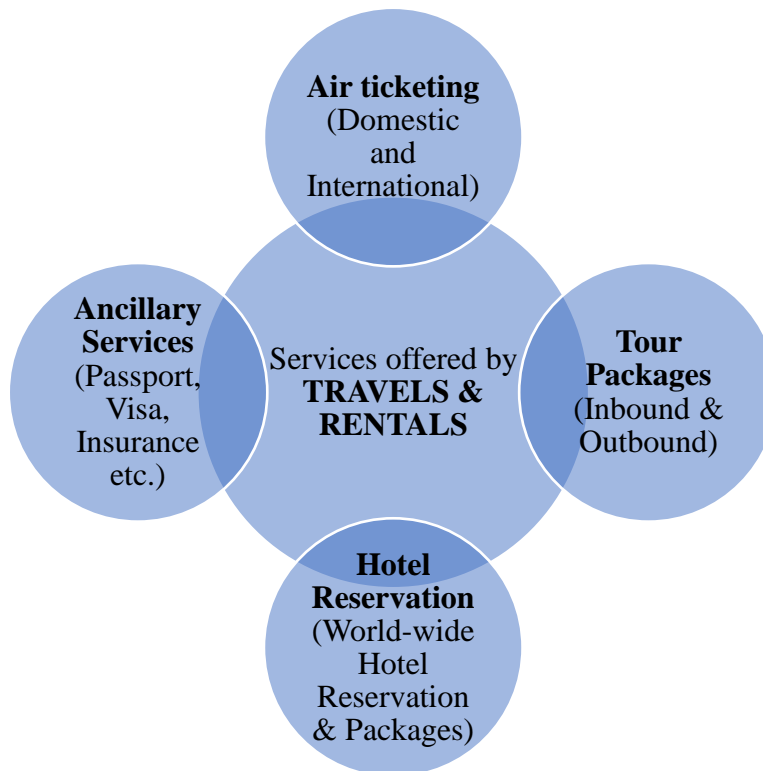 Air ticketing
(Domestic
and
International)
Ancillary
Services
(Passport,
Visa,
Insurance
etc.)
Services offered by
TRAVELS &
RENTALS
Tour
Packages
(Inbound &
Outbound)
Hotel
Reservation
(World-wide
Hotel
Reservation
& Packages)